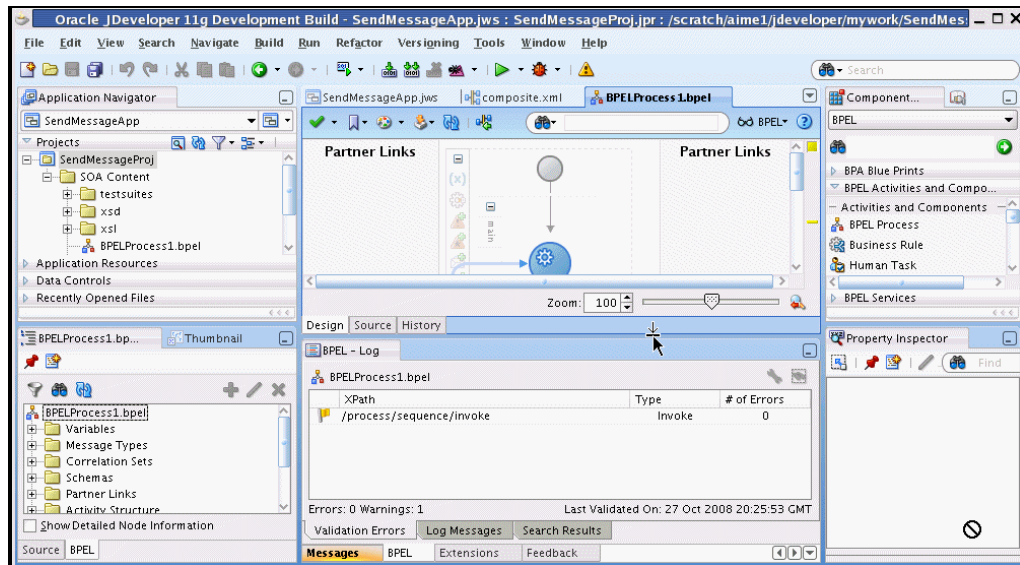 Oracle JDeveloper 11g Development Build - SendMessageApp.jws : SendMessageProj.jpr : /scratch/aime1/jdeveloper/mywork/SendMes
File Edit View Search Navigate Build Run Refactor Versioning Tools Window Help
Search
Application Navigator
SendMessageApp
Projects
SendMessageProj
SOA Content
testsuites
xsd
xsl
BPELProcess1.bpel
Application Resources
Data Controls
Recently Opened Files
SendMessageApp.jws composite.xml BPELProcess1.bpel
BPEL
Partner Links Partner Links
main
Zoom: 100
Design Source History
Component...
BPEL
BPA Blue Prints
BPEL Activities and Compo...
Activities and Components
BPEL Process
Business Rule
Human Task
BPEL Services
BPELProcess1.bp... Thumbnail
BPELProcess1.bpel
Variables
Message Types
Correlation Sets
Schemas
Partner Links
Activity Structure
Show Detailed Node Information
Source BPEL
BPEL - Log
BPELProcess1.bpel
XPath Type # of Errors
/process/sequence/invoke Invoke 0
Errors: 0 Warnings: 1 Last Validated On: 27 Oct 2008 20:25:53 GMT
Validation Errors Log Messages Search Results
Messages BPEL Extensions Feedback
Property Inspector
Find